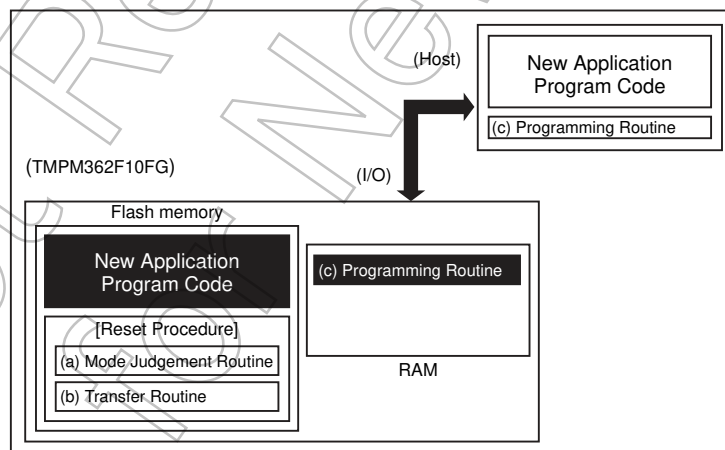 (Host)
New Application
Program Code
(c) Programming Routine
(TMPM362F10FG)
(I/O)
Flash memory
New Application
Program Code
[Reset Procedure]
(a) Mode Judgement Routine
(b) Transfer Routine
(c) Programming Routine
RAM